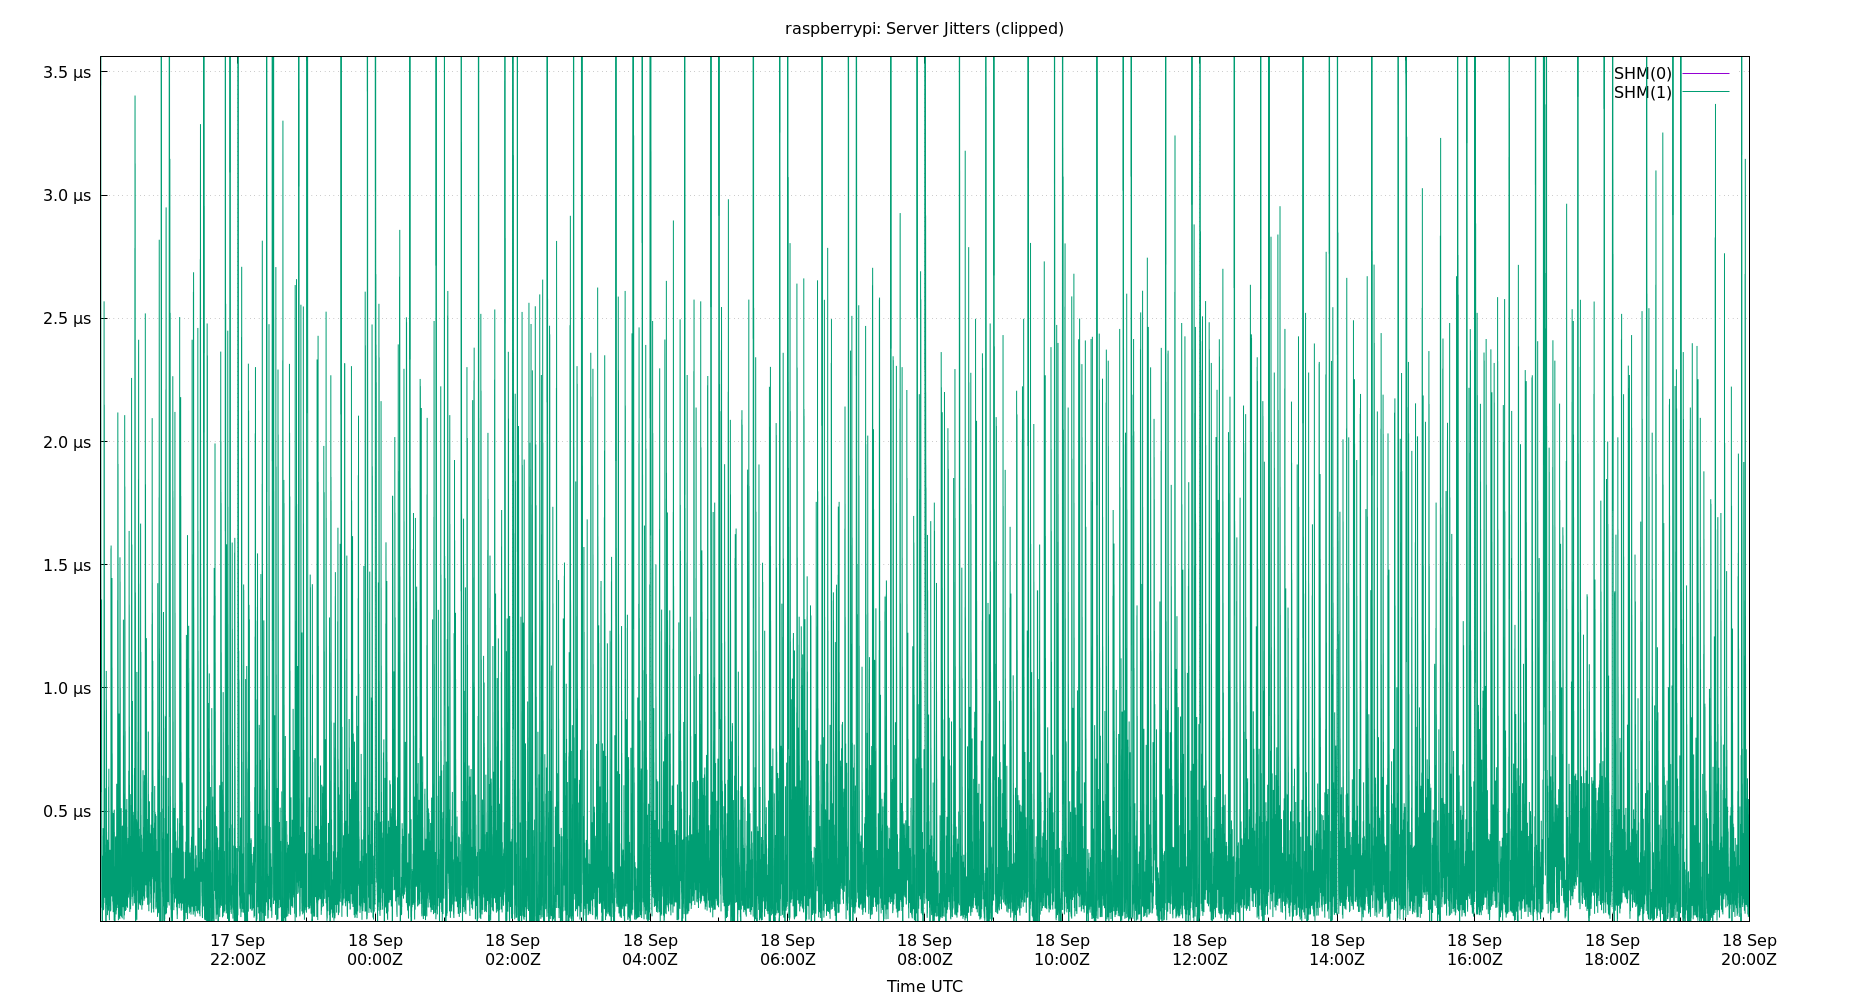 raspberrypi: Server Jitters (clipped)
3.5 µs
SHM(0)
SHM(1)
3.0 µs
2.5 µs
2.0 µs
1.5 µs
1.0 µs
0.5 µs
17 Sep 18 Sep 18 Sep 18 Sep 18 Sep 18 Sep 18 Sep 18 Sep 18 Sep 18 Sep 18 Sep 18 Sep
22:00Z 00:00Z 02:00Z 04:00Z 06:00Z 08:00Z 10:00Z 12:00Z 14:00Z 16:00Z 18:00Z 20:00Z
Time UTC